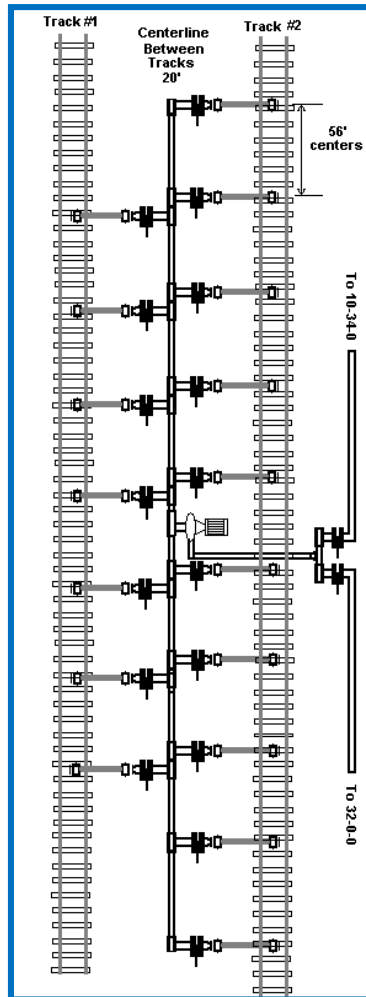 Track #1
Centerline
Between
Tracks
20'
Track #2
56'
centers
To 10-34-0
To 32-0-0